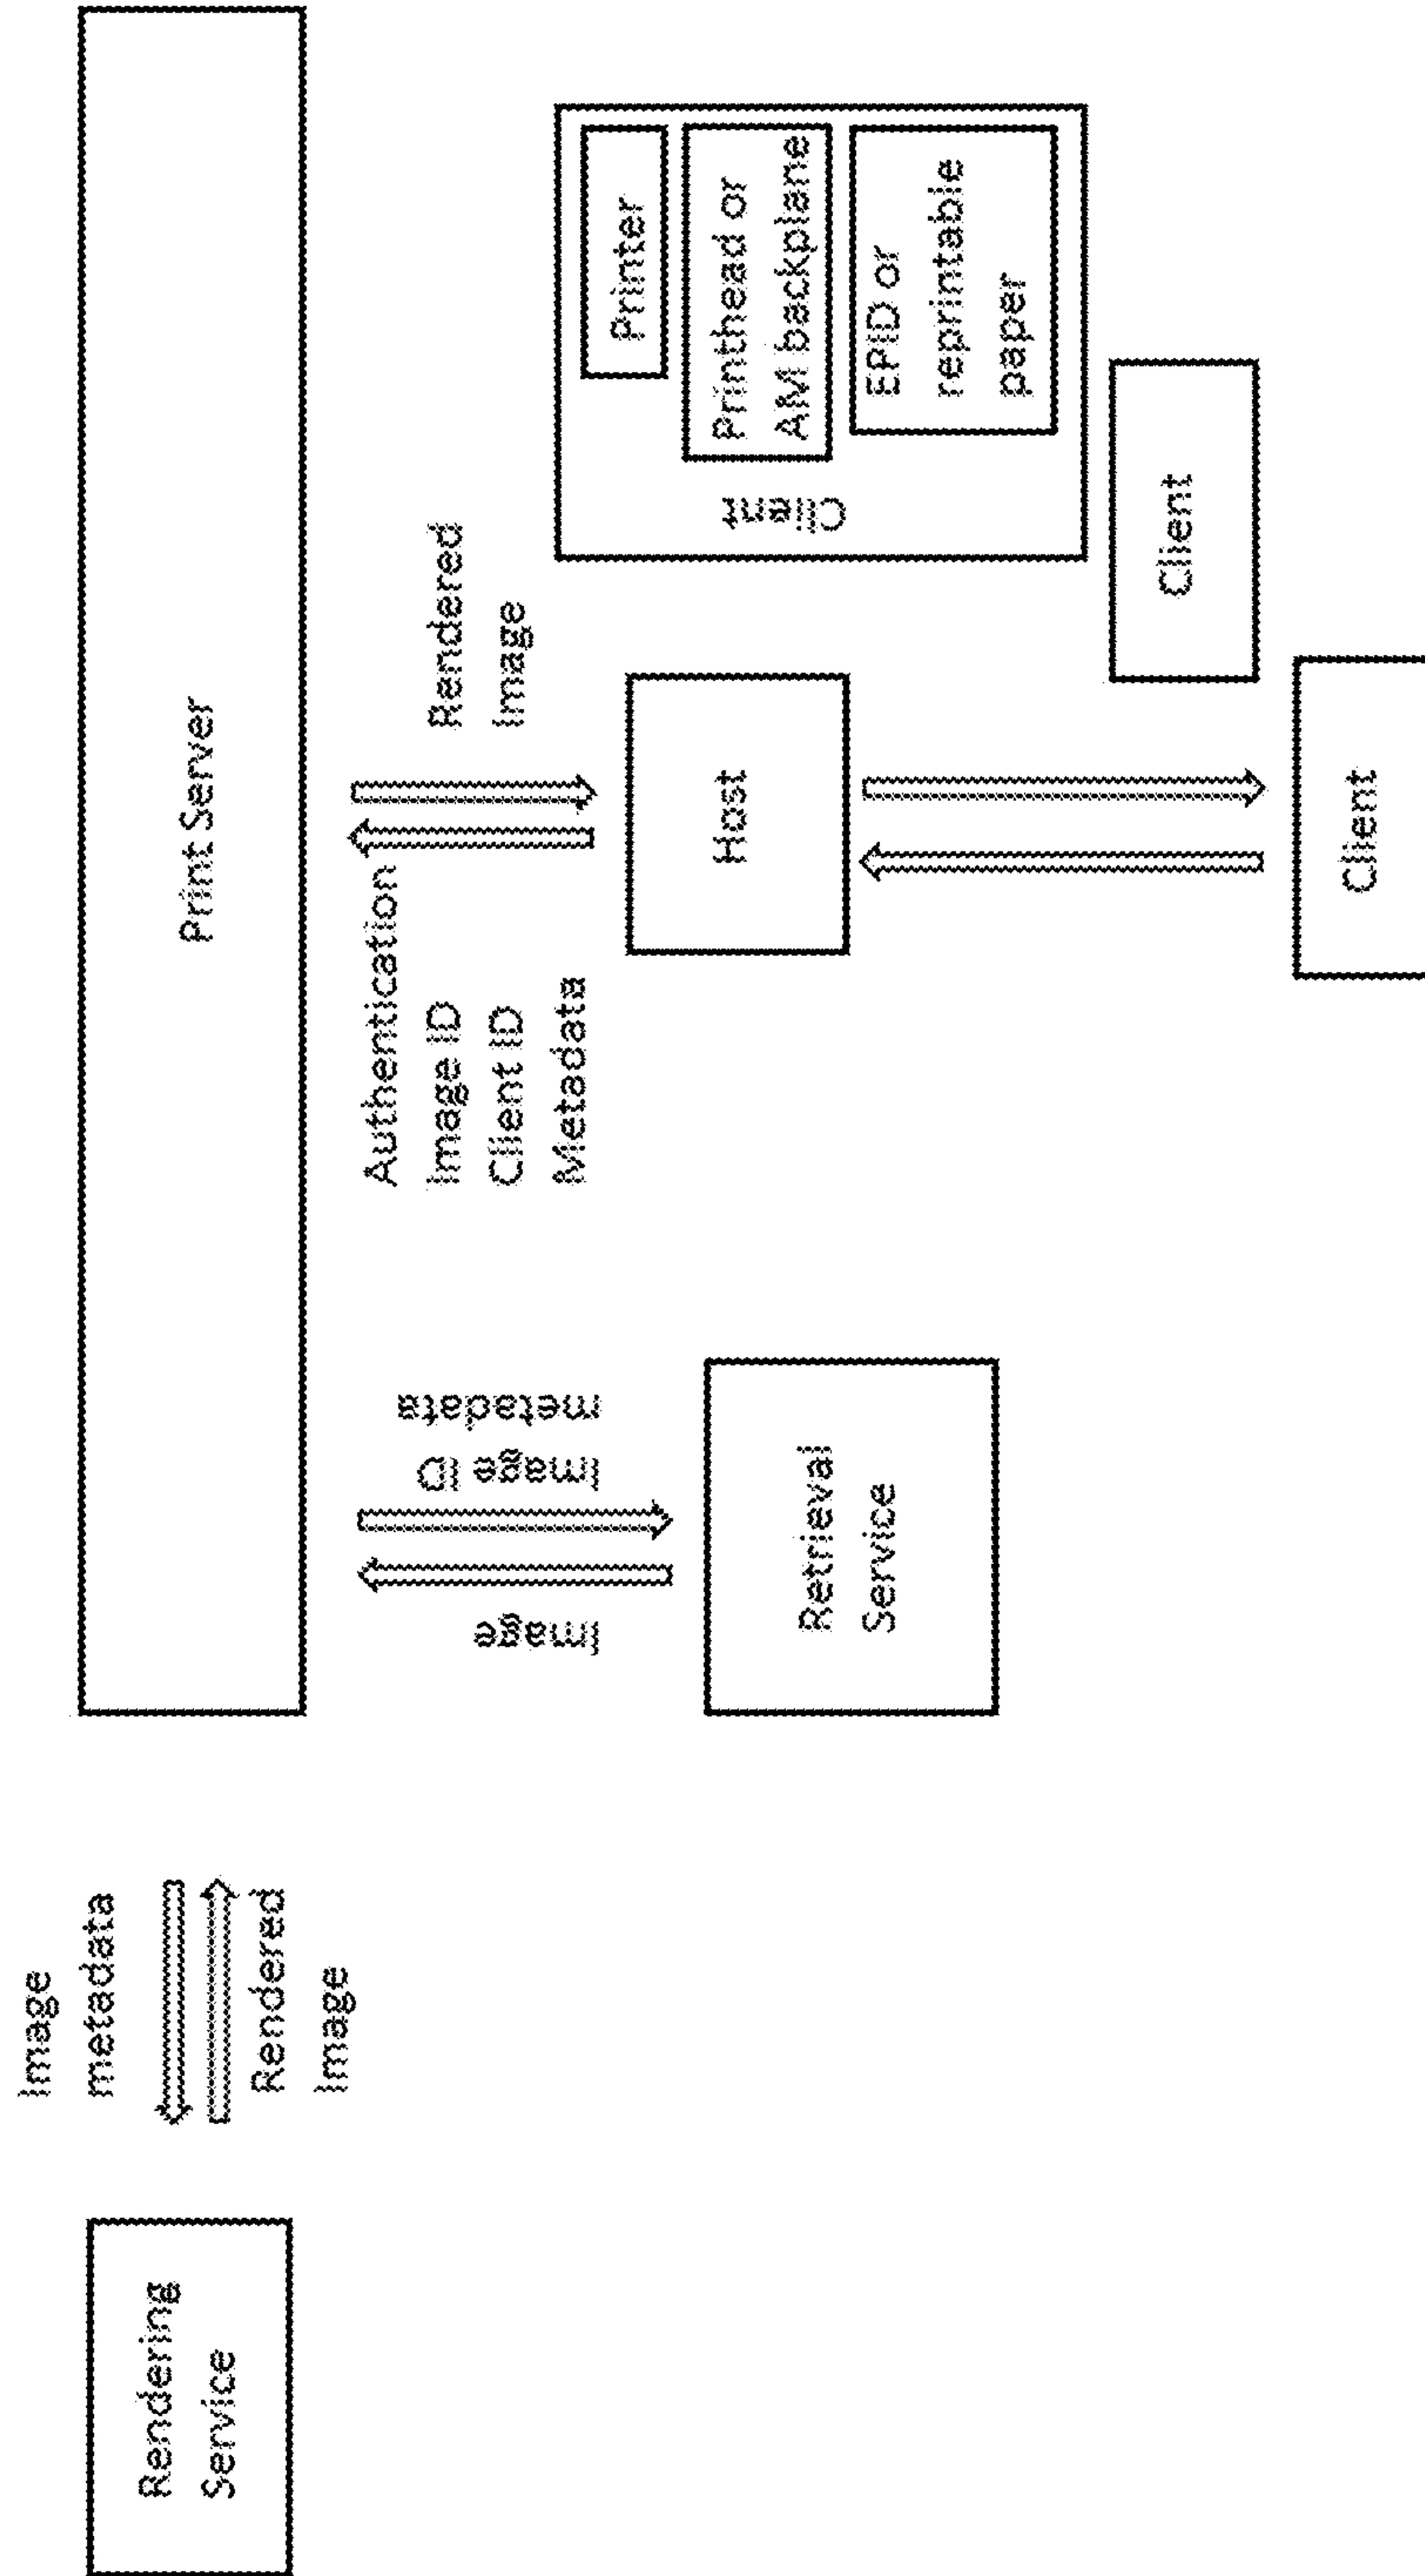 Print Server
Image
metadata
Rendered
Image
Rendering
Service
Image
Image ID
metadata
Retrieval
Service
Authentication
Image ID
Client ID
Metadata
Rendered
Image
Host
Client
Printer
Printhead or
AM backplane
EPID or
reprintable
paper
Client
Client